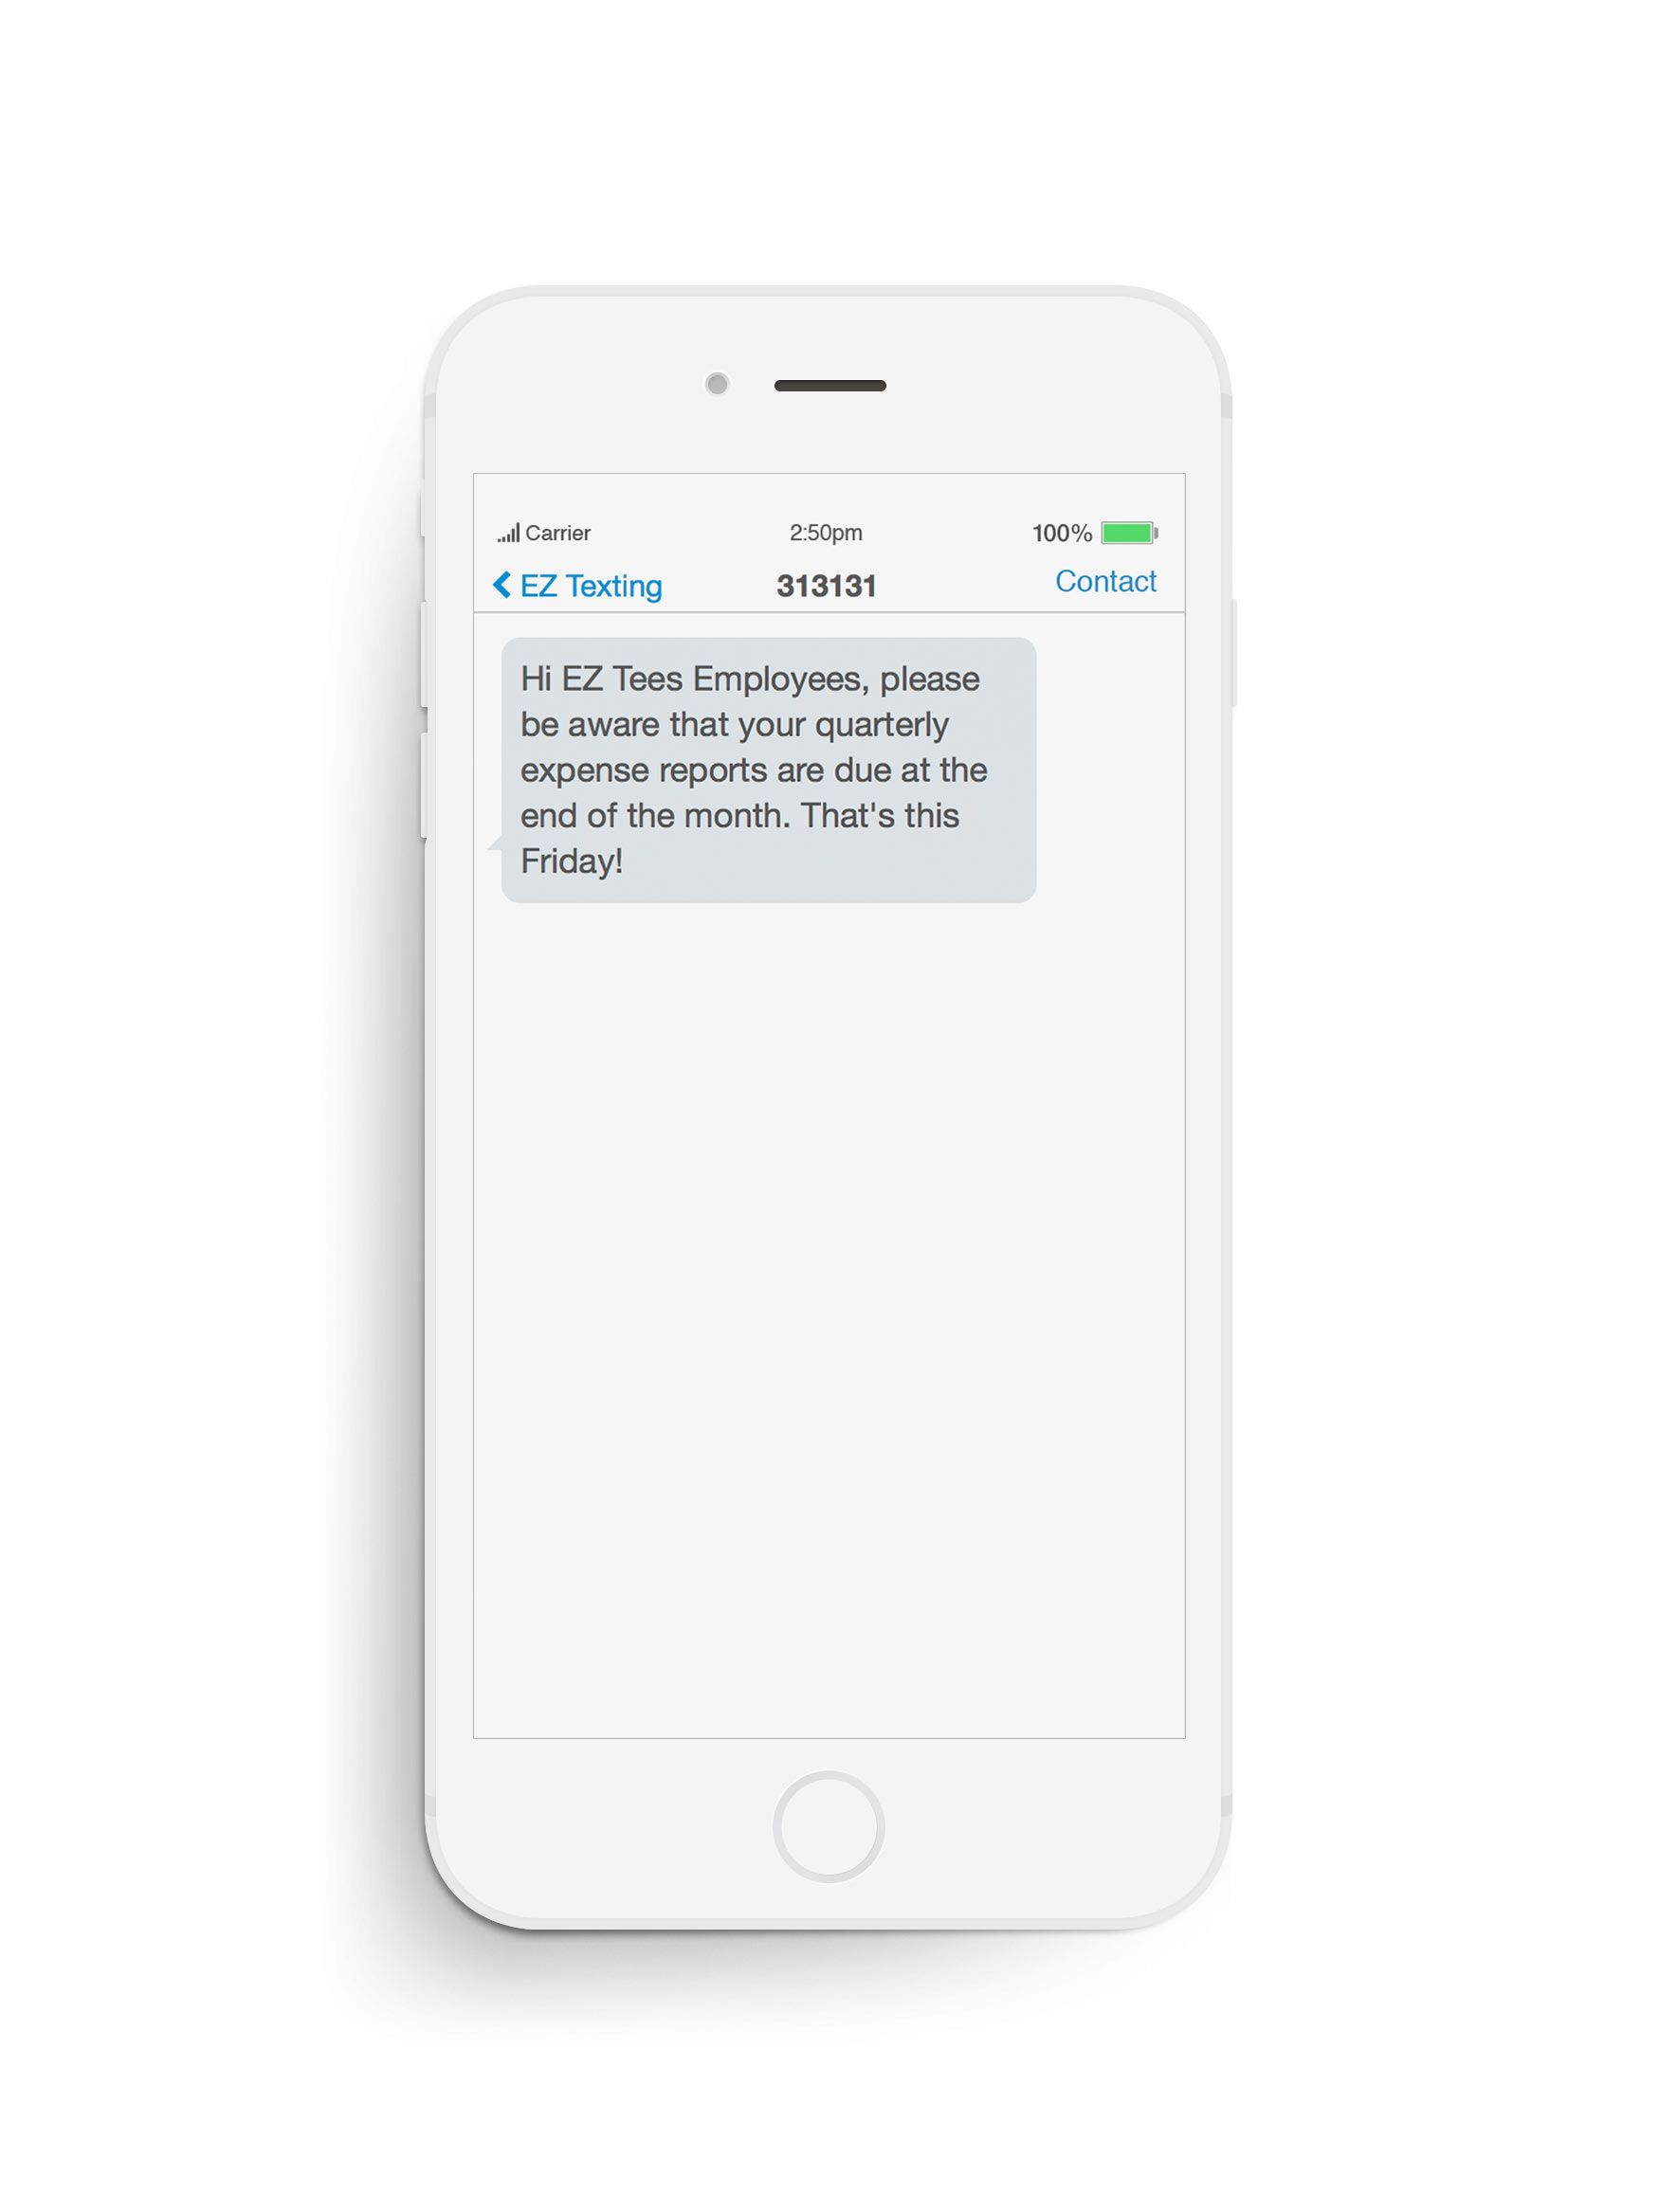 Carrier 2:50pm 100%
EZ Texting 313131 Contact
Hi EZ Tees Employees, please
be aware that your quarterly
expense reports are due at the
end of the month. That's this
Friday!